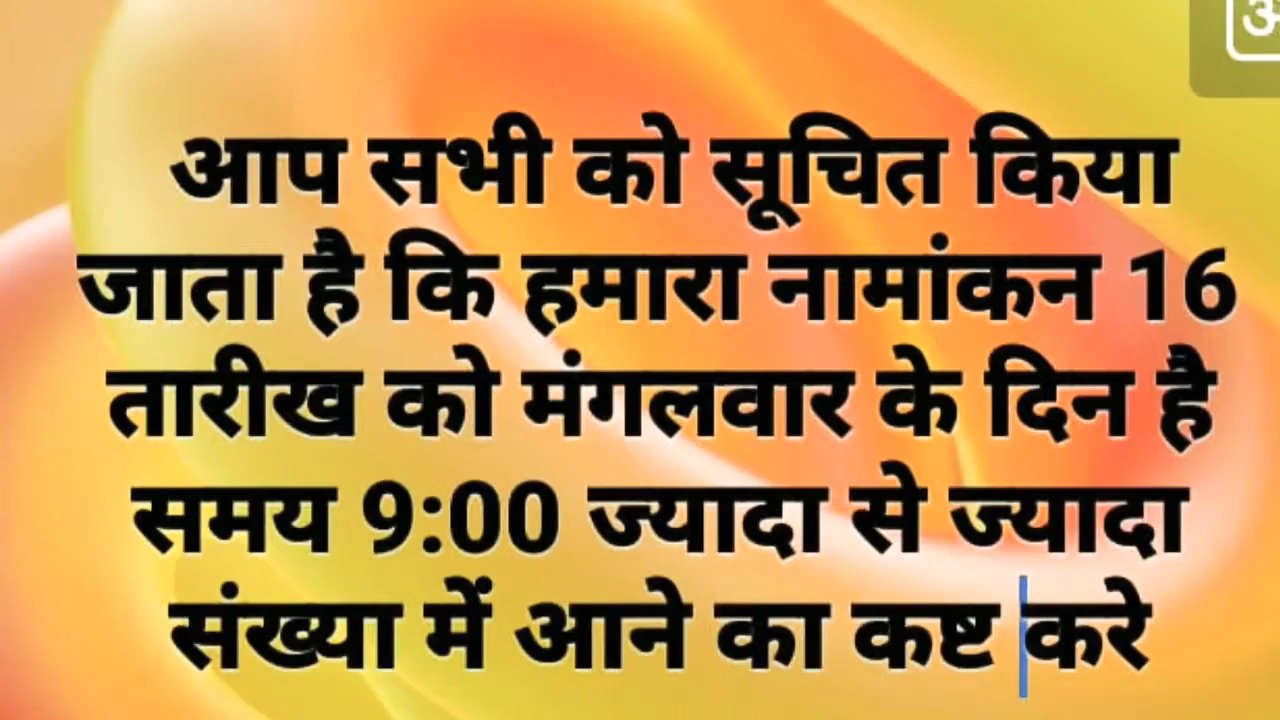 आप सभी को सूचित किया
जाता है कि हमारा नामांकन 16
तारीख को मंगलवार के दिन है
समय 9:00 ज्यादा से ज्यादा
संख्या में आने का कष्ट करे